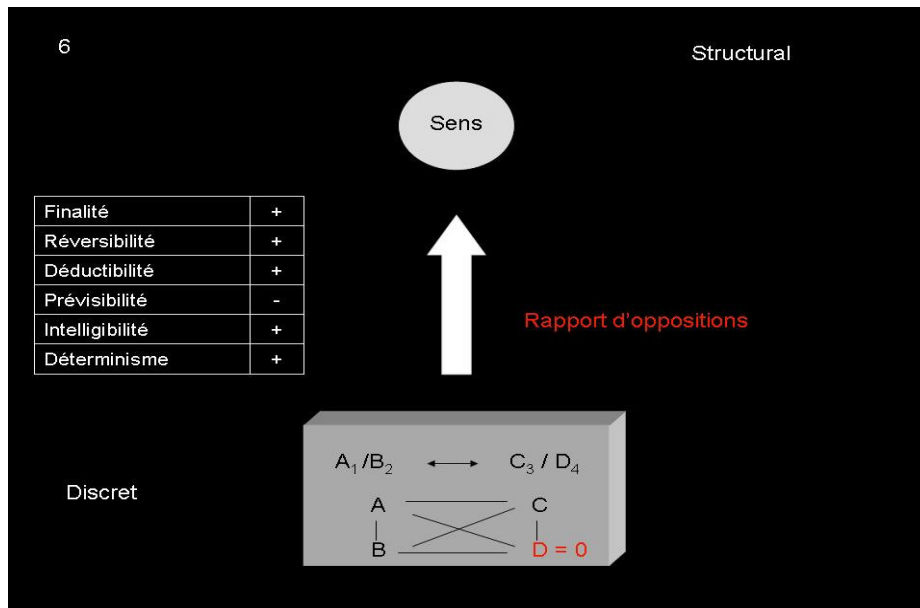 6
Structural
Sens
Finalité +
Réversibilité +
Déductibilité +
Prévisibilité -
Intelligibilité +
Déterminisme +
Rapport d'oppositions
A₁/B₂ ↔ C₃ / D₄
Discret
A C
B D = 0